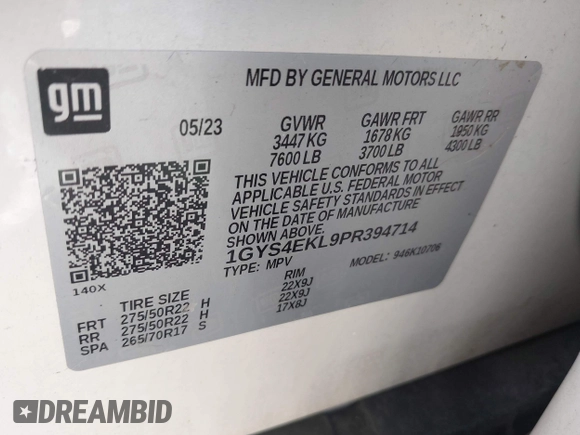 gm
MFD BY GENERAL MOTORS LLC
05/23 GVWR GAWR FRT GAWR RR
3447 KG 1678 KG 1950 KG
7600 LB 3700 LB 4300 LB
THIS VEHICLE CONFORMS TO ALL
APPLICABLE U.S. FEDERAL MOTOR
VEHICLE SAFETY STANDARDS IN EFFECT
ON THE DATE OF MANUFACTURE
SHOWN ABOVE.
1GYS4EKL9PR394714
TYPE: MPV MODEL: 946K10706
140X
TIRE SIZE RIM
FRT 275/50R22 H 22X9J
RR 275/50R22 H 22X9J
SPA 265/70R17 S 17X8J
DREAMBID